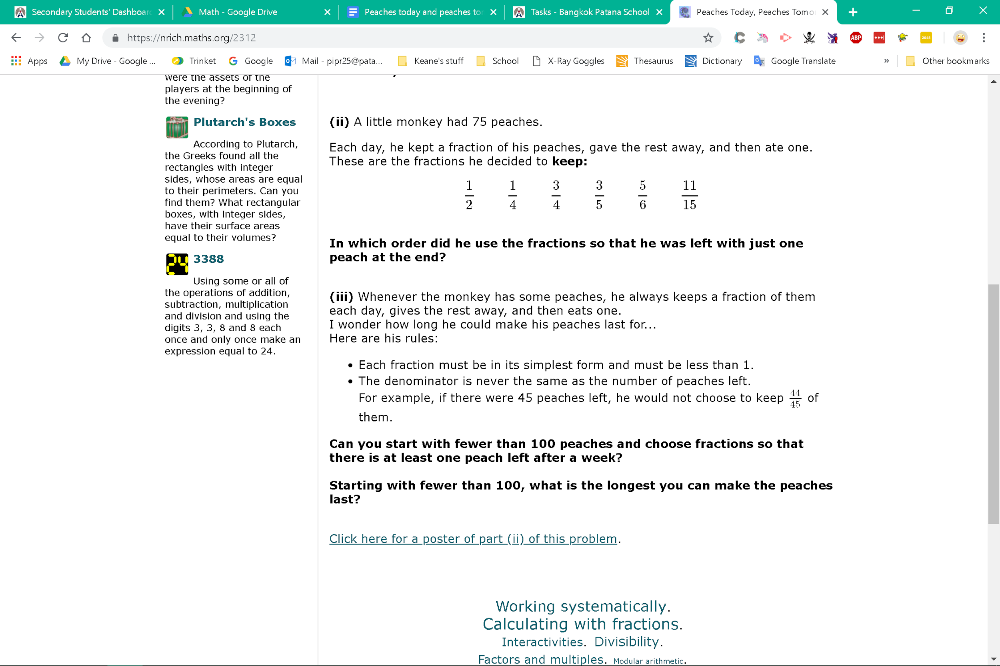 Secondary Students' Dashboard
Math - Google Drive
Peaches today and peaches to
Tasks - Bangkok Patana School
Peaches Today, Peaches Tomo
https://nrich.maths.org/2312
ABP
2048
Apps
My Drive - Google ...
Trinket
Google
Mail - pipr25@pata...
Keane's stuff
School
X-Ray Goggles
Thesaurus
Dictionary
Google Translate
»
Other bookmarks
were the assets of the
players at the beginning of
the evening?
Plutarch's Boxes
According to Plutarch,
the Greeks found all the
rectangles with integer
sides, whose areas are equal
to their perimeters. Can you
find them? What rectangular
boxes, with integer sides,
have their surface areas
equal to their volumes?
24
3388
Using some or all of
the operations of addition,
subtraction, multiplication
and division and using the
digits 3, 3, 8 and 8 each
once and only once make an
expression equal to 24.
(ii) A little monkey had 75 peaches.
Each day, he kept a fraction of his peaches, gave the rest away, and then ate one.
These are the fractions he decided to keep:
1/2 1/4 3/4 3/5 5/6 11/15
In which order did he use the fractions so that he was left with just one
peach at the end?
(iii) Whenever the monkey has some peaches, he always keeps a fraction of them
each day, gives the rest away, and then eats one.
I wonder how long he could make his peaches last for...
Here are his rules:
• Each fraction must be in its simplest form and must be less than 1.
• The denominator is never the same as the number of peaches left.
For example, if there were 45 peaches left, he would not choose to keep 44/45 of
them.
Can you start with fewer than 100 peaches and choose fractions so that
there is at least one peach left after a week?
Starting with fewer than 100, what is the longest you can make the peaches
last?
Click here for a poster of part (ii) of this problem.
Working systematically.
Calculating with fractions.
Interactivities. Divisibility.
Factors and multiples. Modular arithmetic.